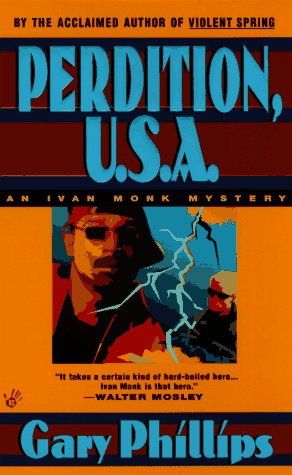 BY THE ACCLAIMED AUTHOR OF VIOLENT SPRING
PERDITION,
U.S.A.
AN IVAN MONK MYSTERY
"It takes a certain kind of hard-boiled hero...
Ivan Monk is that hero."
—WALTER MOSLEY
Gary Phillips